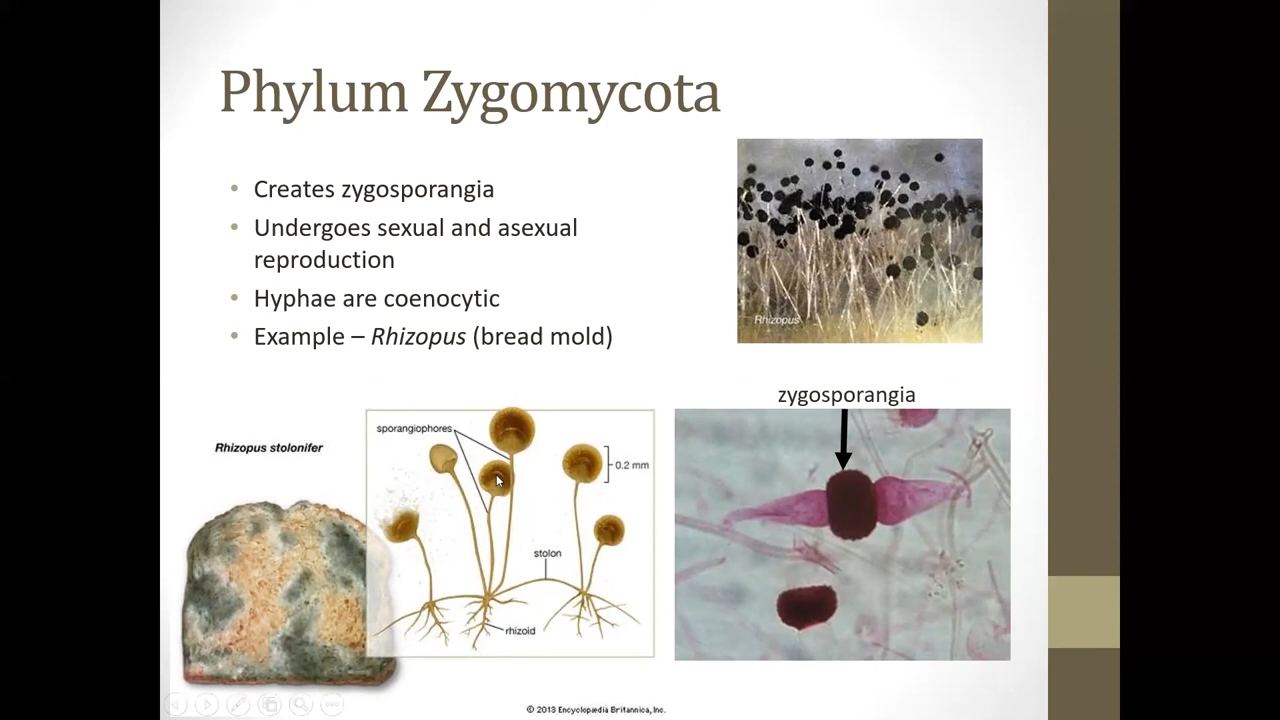 Phylum Zygomycota
• Creates zygosporangia
• Undergoes sexual and asexual
reproduction
• Hyphae are coenocytic
• Example – Rhizopus (bread mold)
Rhizopus
zygosporangia
Rhizopus stolonifer
sporangiophores
0.2 mm
stolon
rhizoid
© 2013 Encyclopædia Britannica, Inc.